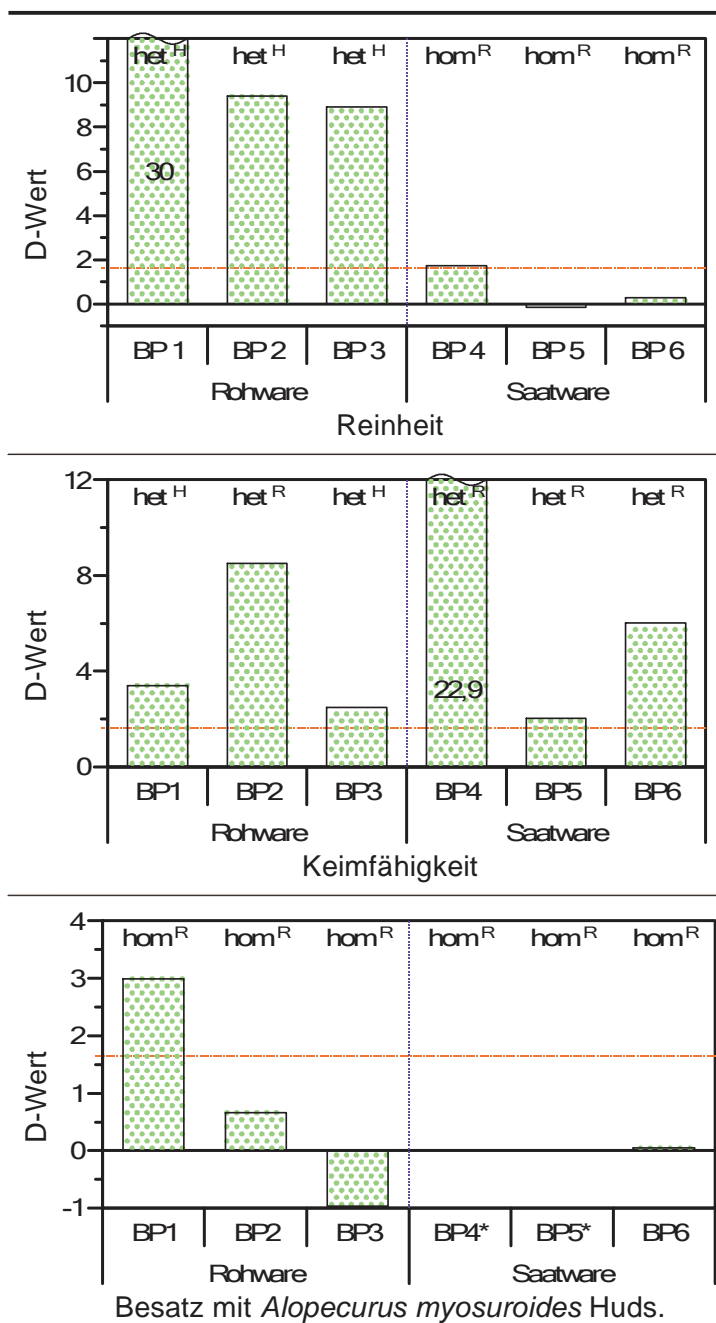 het H het H het H hom R hom R hom R
10
8
6
4
2
0
30
D-Wert
BP 1 BP 2 BP 3 BP 4 BP 5 BP 6
Rohware Saatware
Reinheit
12
8
4
0
het H het R het H het R het R het R
22,9
D-Wert
BP1 BP2 BP3 BP4 BP5 BP6
Rohware Saatware
Keimfähigkeit
4
3
2
1
0
-1
hom R hom R hom R hom R hom R hom R
D-Wert
BP1 BP2 BP3 BP4* BP5* BP6
Rohware Saatware
Besatz mit Alopecurus myosuroides Huds.